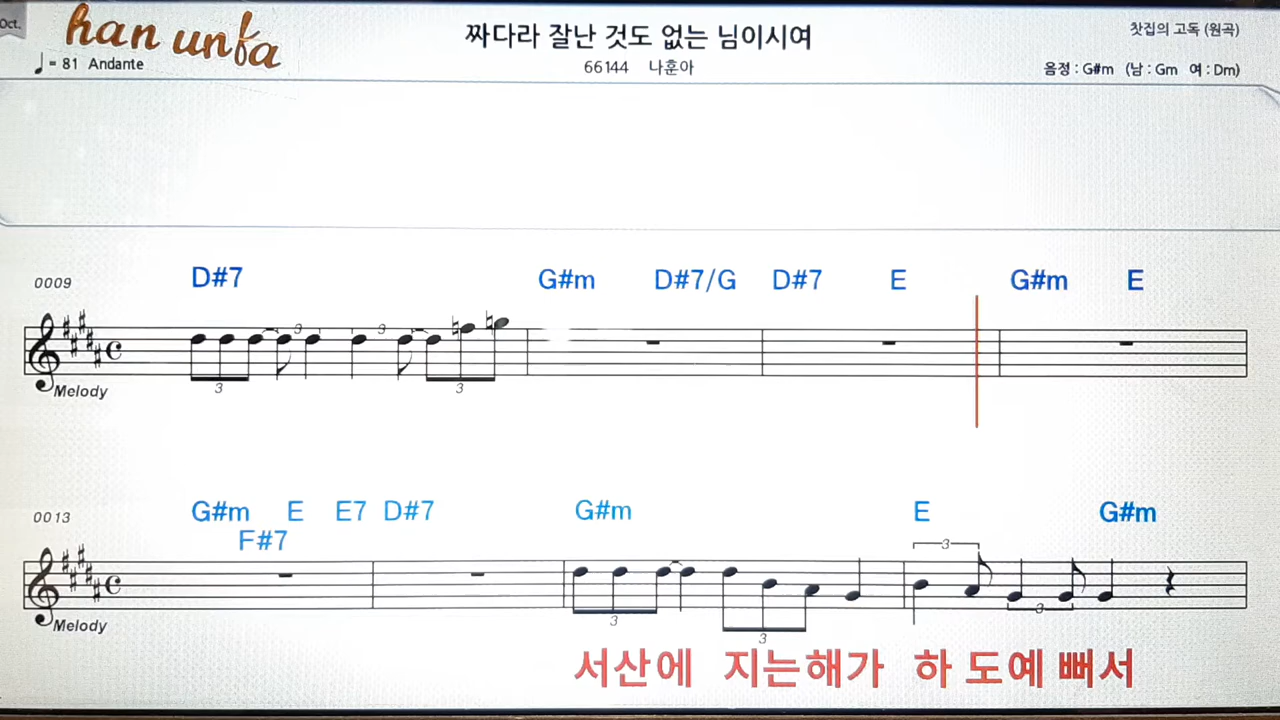 Oct.
han unfa
짜다라 잘난 것도 없는 님이시여
찻집의 고독 (원곡)
♩= 81 Andante
66144 나훈아
음정 : G#m (남 : Gm 여 : Dm)
0009
D#7 G#m D#7/G D#7 E G#m E
3 3
Melody
3 3
0013
G#m E E7 D#7 G#m E G#m
F#7
3
3
Melody
3
3
서산에 지는해가 하 도예 뻐서